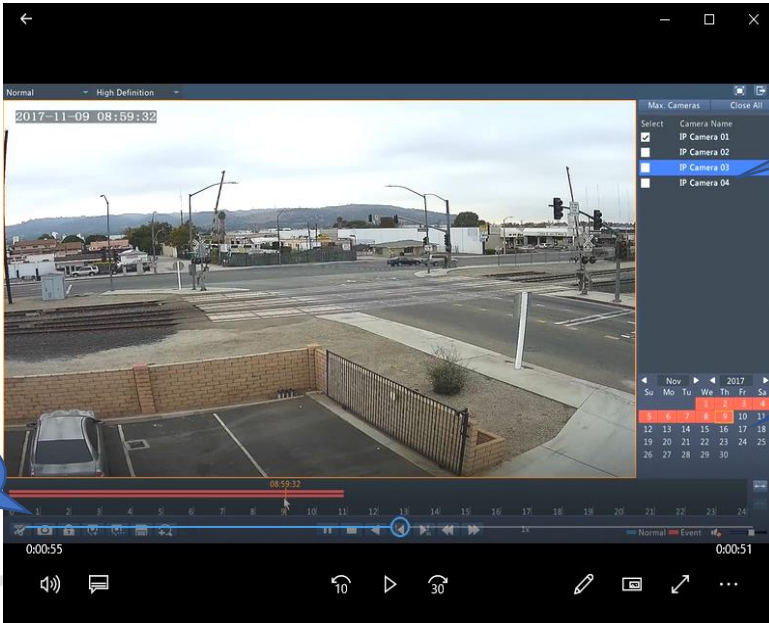 Normal High Definition
2017-11-09 08:59:32
Max. Cameras Close All
Select Camera Name
IP Camera 01
IP Camera 02
IP Camera 03
IP Camera 04
Nov 2017
Su Mo Tu We Th Fr Sa
1 2 3 4
5 6 7 8 9 10 11
12 13 14 15 16 17 18
19 20 21 22 23 24 25
26 27 28 29 30
08:59:32
1 2 3 4 5 6 7 8 9 10 11 12 13 14 15 16 17 18 19 20 21 22 23 24
1x Normal Event
0:00:55 0:00:51
10 30